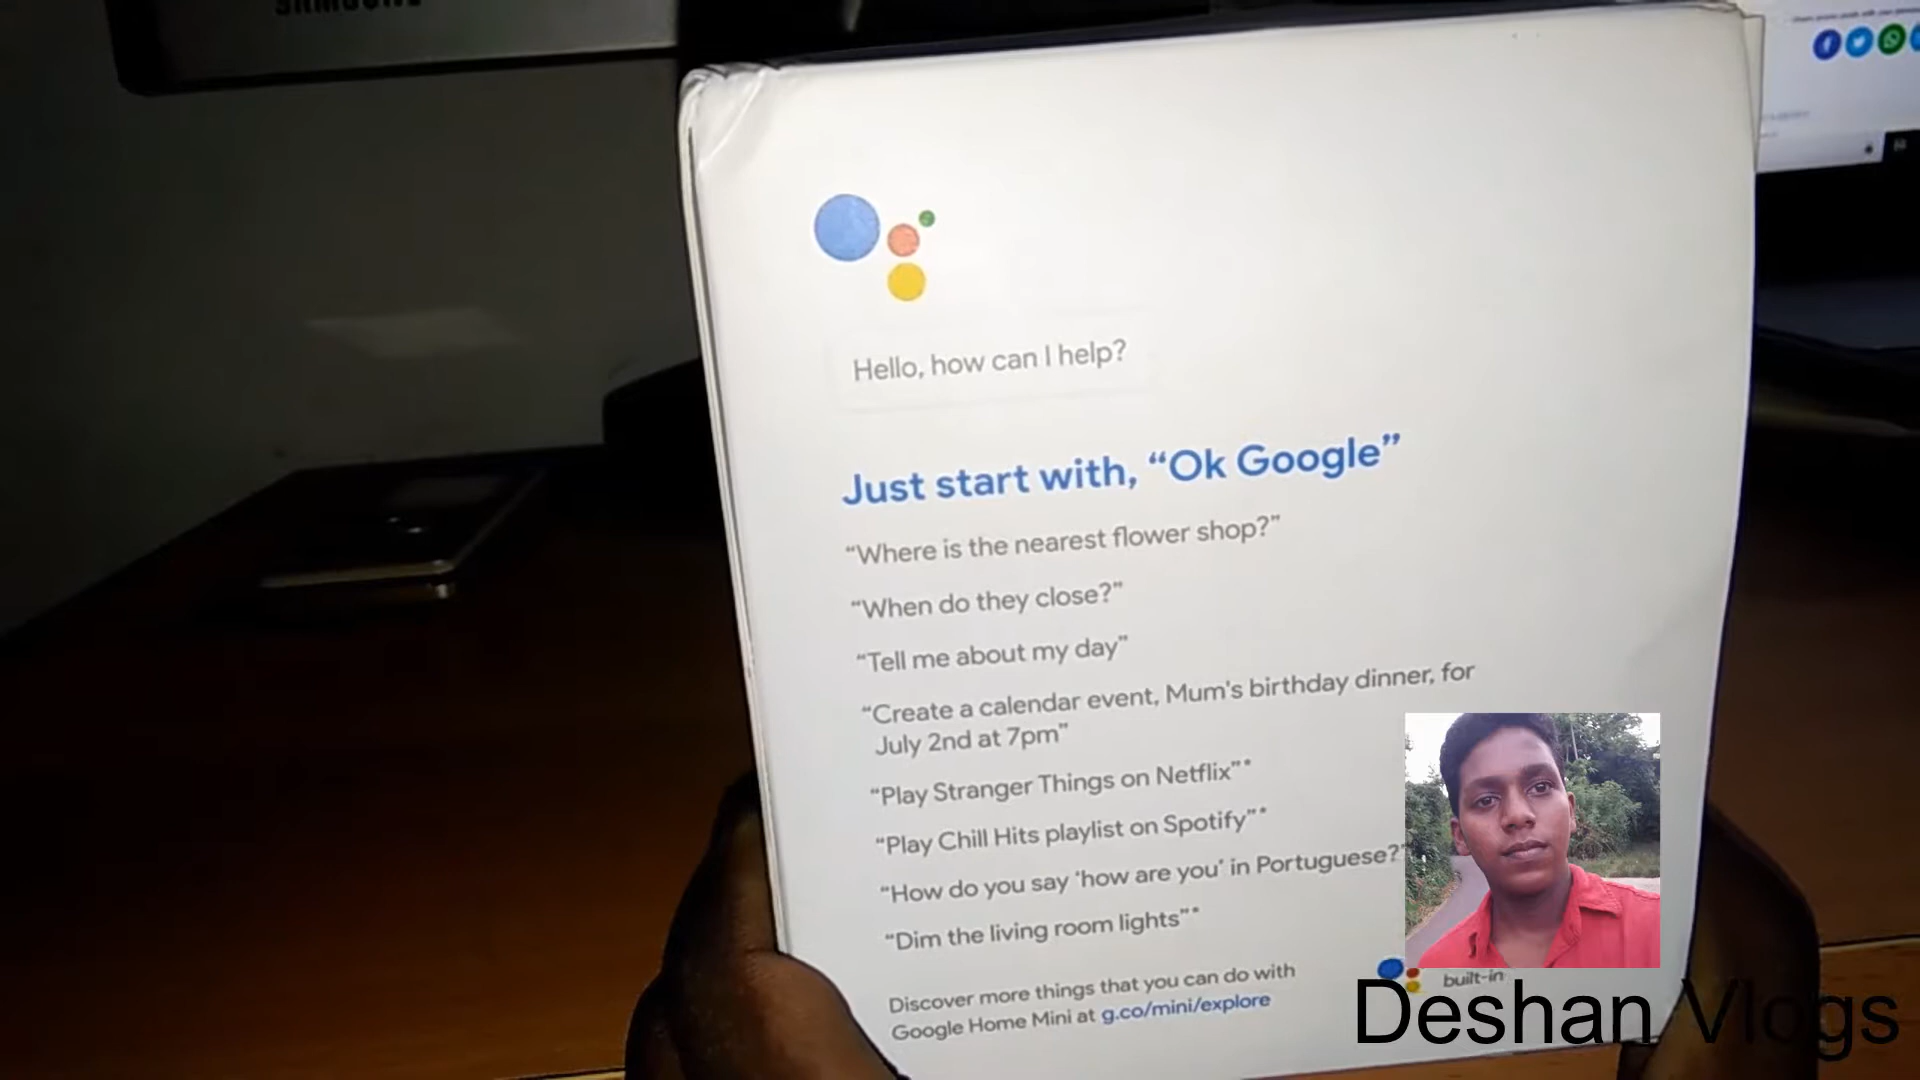 SAMSUNG
Hello, how can I help?
Just start with, “Ok Google”
“Where is the nearest flower shop?”
“When do they close?”
“Tell me about my day”
“Create a calendar event, Mum's birthday dinner, for
July 2nd at 7pm”
“Play Stranger Things on Netflix”*
“Play Chill Hits playlist on Spotify”*
“How do you say ‘how are you’ in Portuguese?”
“Dim the living room lights”*
Discover more things that you can do with
Google Home Mini at g.co/mini/explore
built-in
Deshan Vlogs